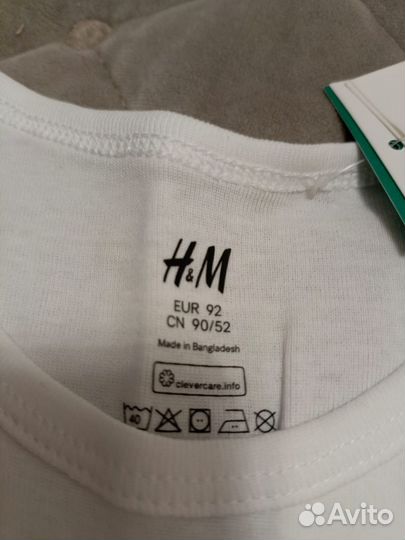 H&M
EUR 92
CN 90/52
Made in Bangladesh
clevercare.info
40
Avito